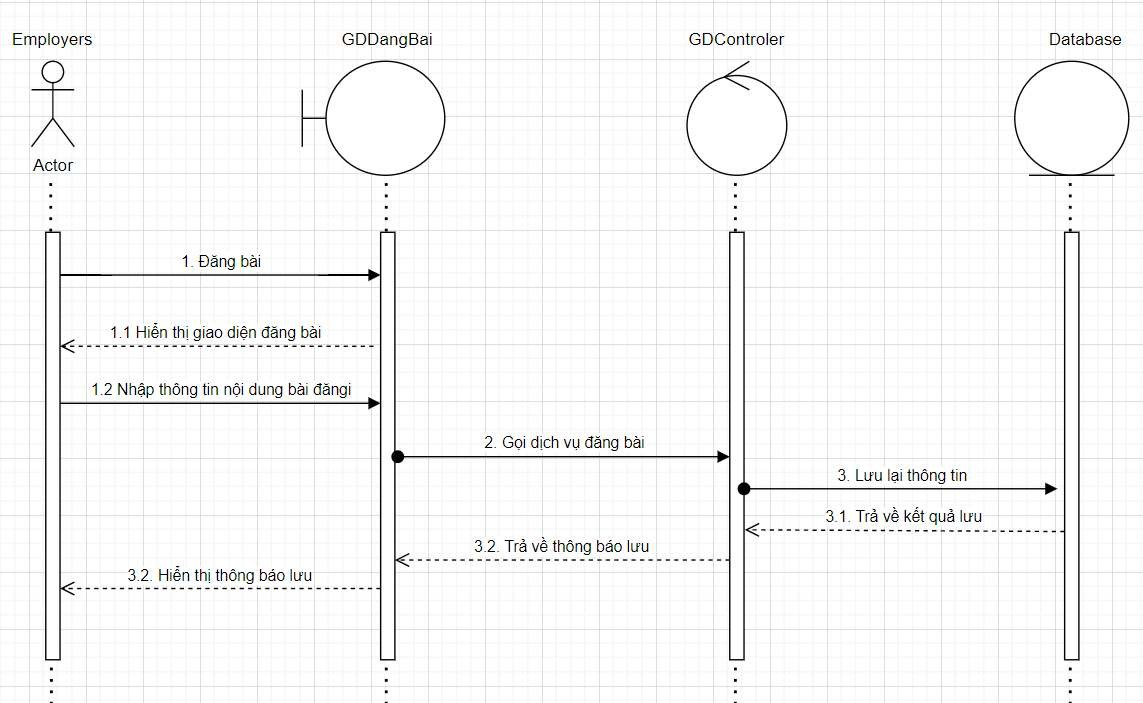 Employers
GDDangBai
GDControler
Database
Actor
1. Đăng bài
1.1 Hiển thị giao diện đăng bài
1.2 Nhập thông tin nội dung bài đăngi
2. Gọi dịch vụ đăng bài
3. Lưu lại thông tin
3.1. Trả về kết quả lưu
3.2. Trả về thông báo lưu
3.2. Hiển thị thông báo lưu